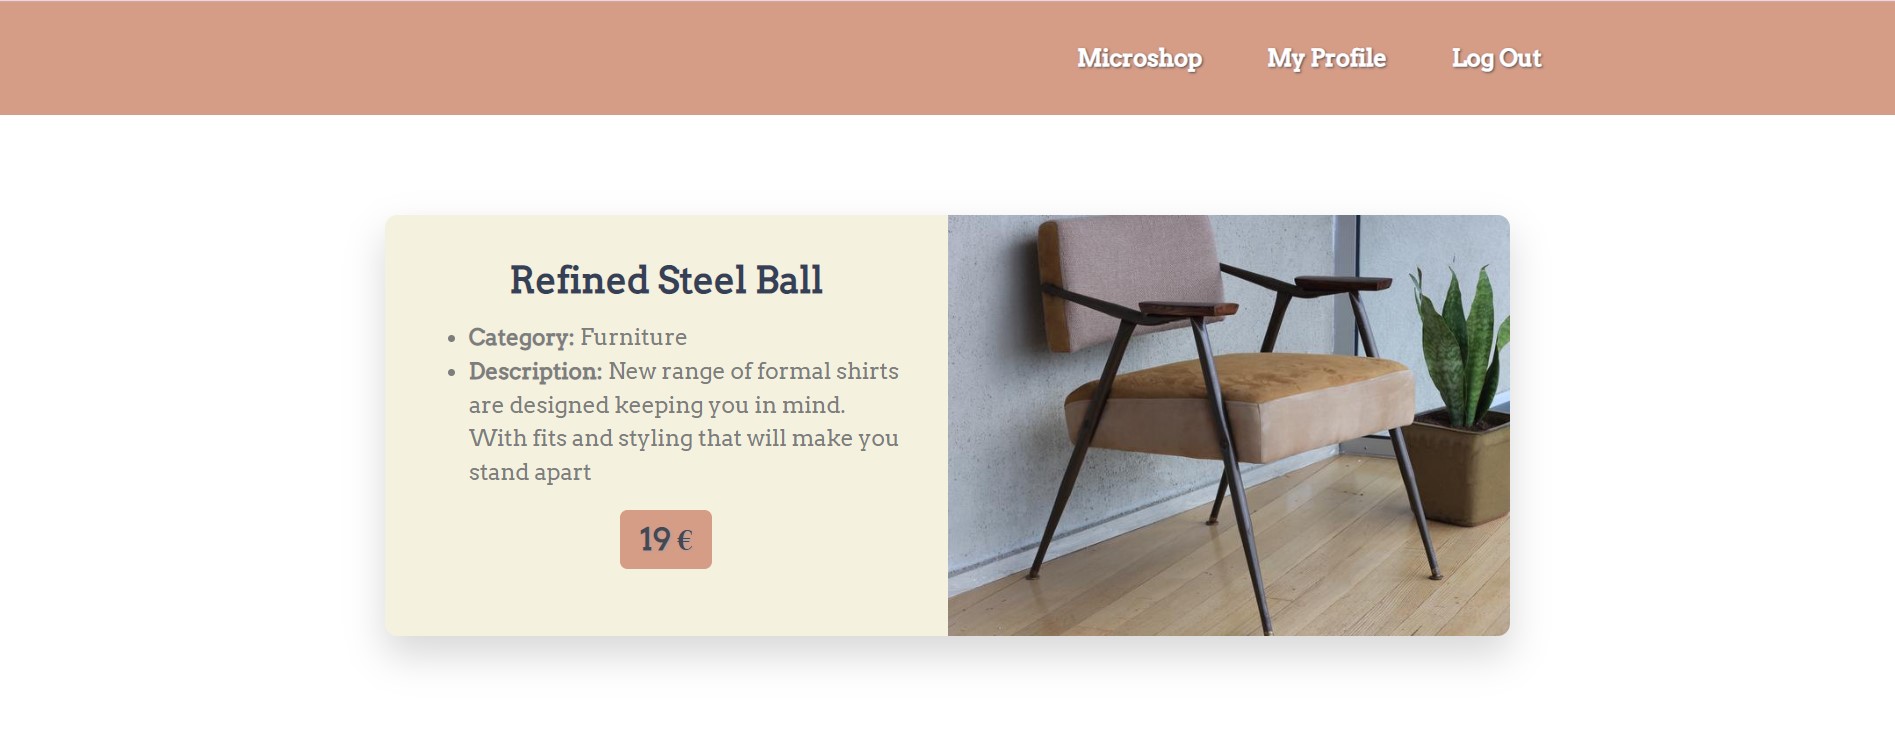 Microshop My Profile Log Out
Refined Steel Ball
Category: Furniture
Description: New range of formal shirts
are designed keeping you in mind.
With fits and styling that will make you
stand apart
19 €